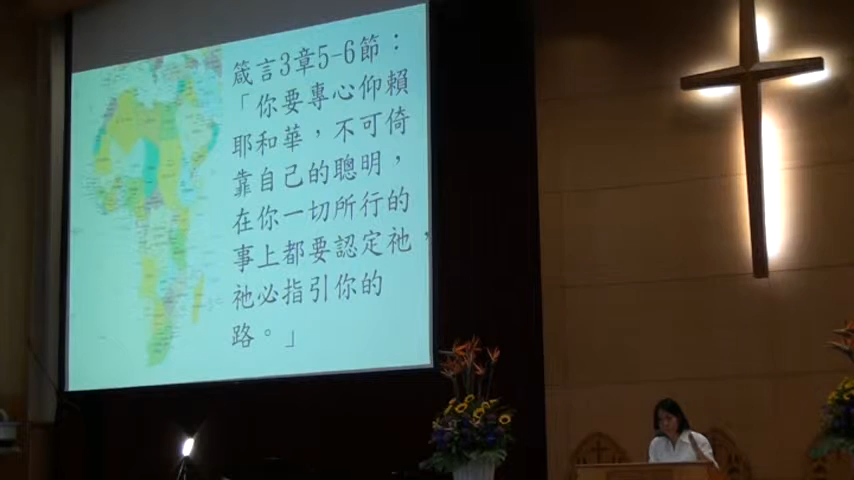 箴言3章5-6節：
「你要專心仰賴
耶和華，不可倚
靠自己的聰明，
在你一切所行的
事上都要認定祂，
祂必指引你的
路。」